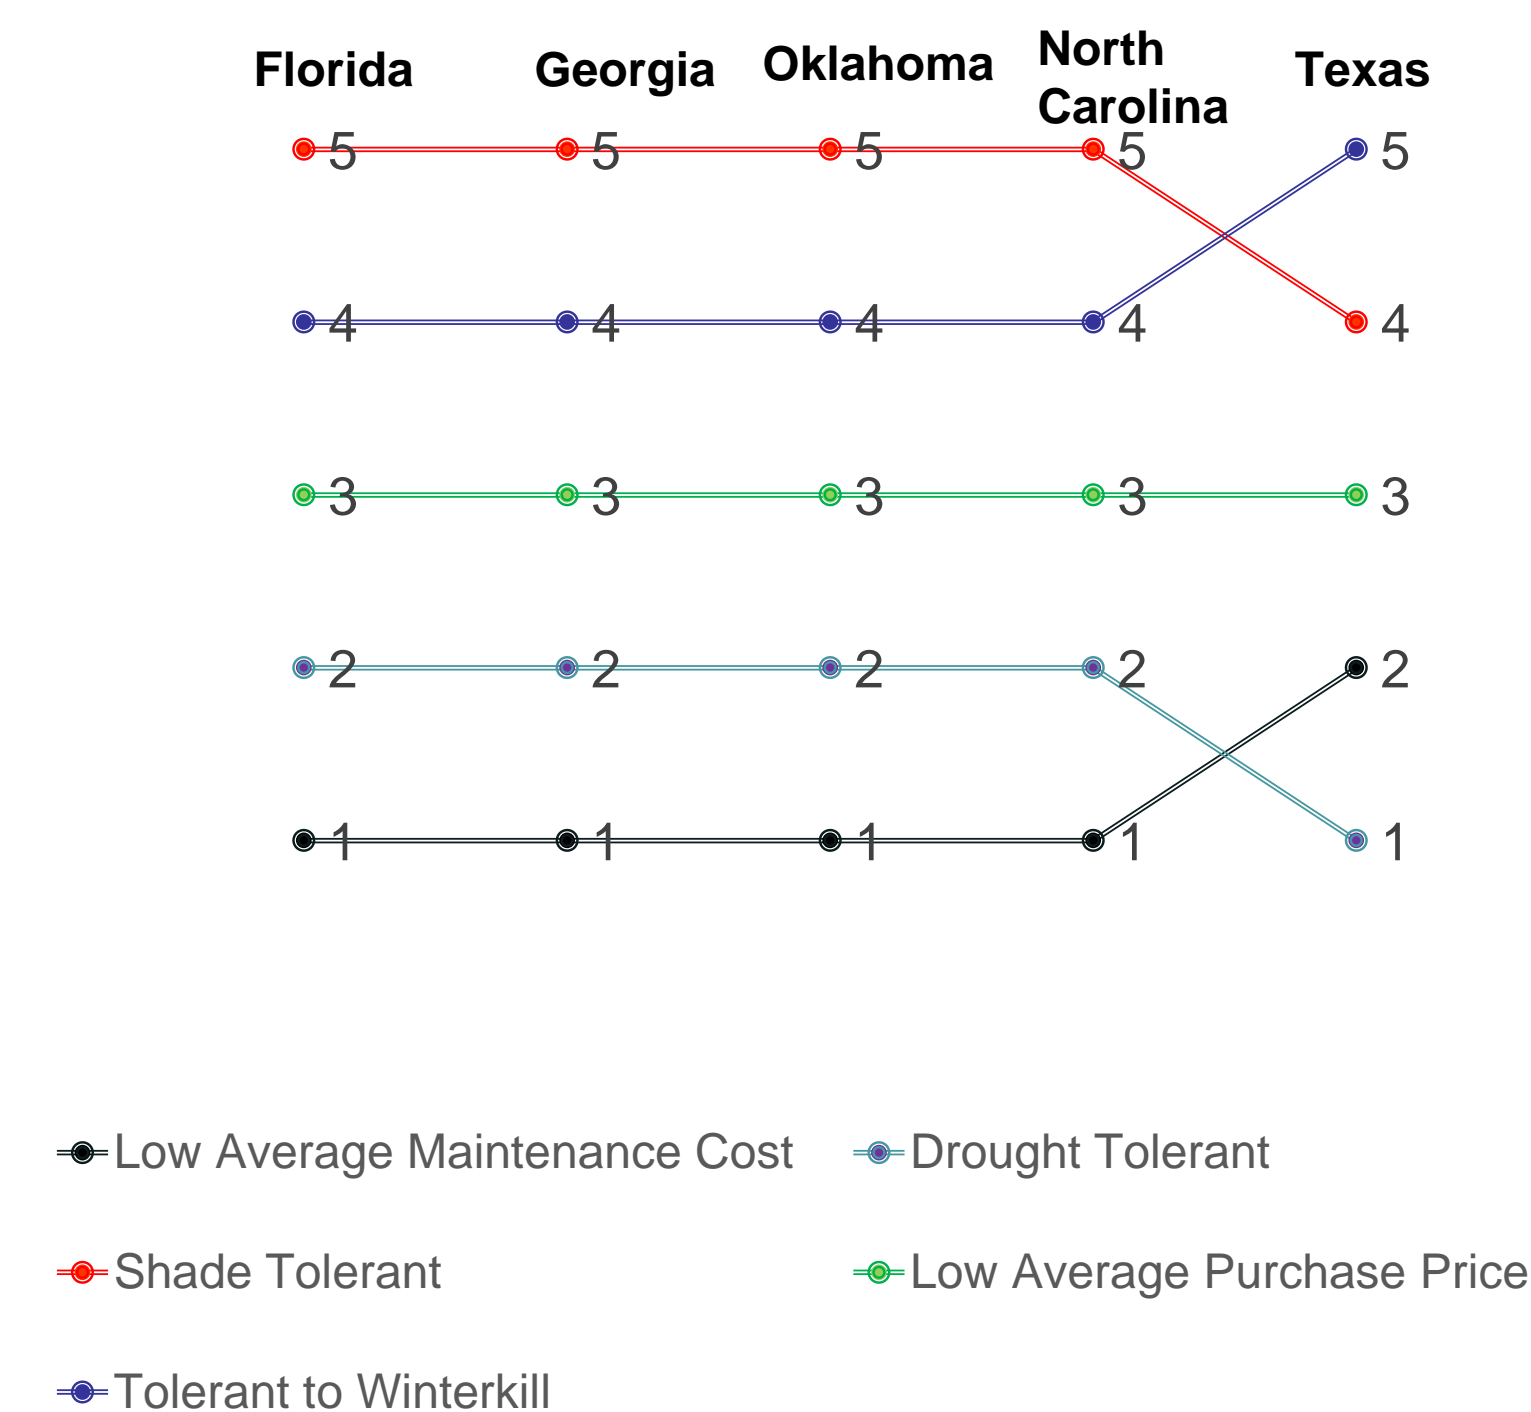 Florida Georgia Oklahoma North Carolina Texas
5 5 5 5 5
4 4 4 4 4
3 3 3 3 3
2 2 2 2 2
1 1 1 1 1
Low Average Maintenance Cost Drought Tolerant
Shade Tolerant Low Average Purchase Price
Tolerant to Winterkill